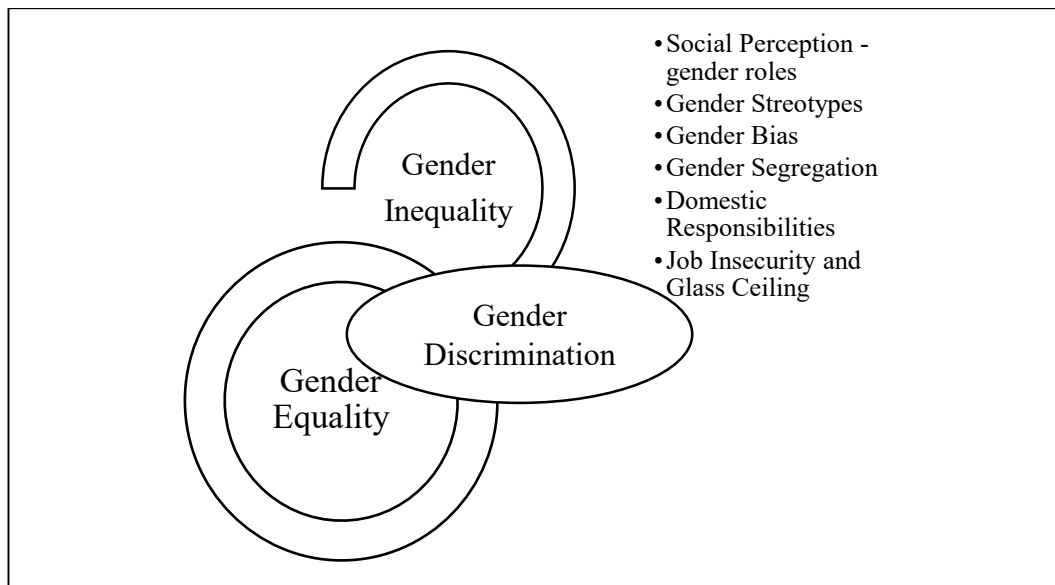 •Social Perception -
gender roles
•Gender Streotypes
•Gender Bias
•Gender Segregation
•Domestic
Responsibilities
•Job Insecurity and
Glass Ceiling
Gender
Inequality
Gender
Discrimination
Gender
Equality